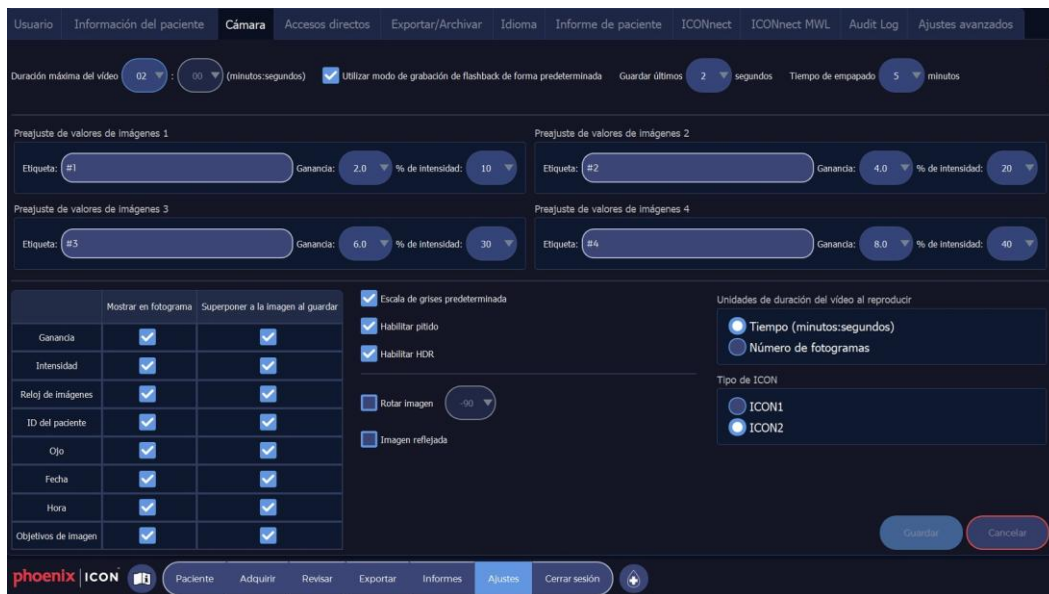 Usuario Información del paciente Cámara Accesos directos Exportar/Archivar Idioma Informe de paciente ICONnect ICONnect MWL Audit Log Ajustes avanzados
Duración máxima del vídeo 02 : 00 (minutos:segundos) Utilizar modo de grabación de flashback de forma predeterminada Guardar últimos 2 segundos Tiempo de empapado 5 minutos
Preajuste de valores de imágenes 1 Preajuste de valores de imágenes 2
Etiqueta: #1 Ganancia: 2.0 % de intensidad: 10 Etiqueta: #2 Ganancia: 4.0 % de intensidad: 20
Preajuste de valores de imágenes 3 Preajuste de valores de imágenes 4
Etiqueta: #3 Ganancia: 6.0 % de intensidad: 30 Etiqueta: #4 Ganancia: 8.0 % de intensidad: 40
Mostrar en fotograma Superponer a la imagen al guardar
Ganancia
Intensidad
Reloj de imágenes
ID del paciente
Ojo
Fecha
Hora
Objetivos de imagen
Escala de grises predeterminada
Habilitar pitido
Habilitar HDR
Rotar imagen -90
Imagen reflejada
Unidades de duración del vídeo al reproducir
Tiempo (minutos:segundos)
Número de fotogramas
Tipo de ICON
ICON1
ICON2
Guardar Cancelar
phoenix ICON Paciente Adquirir Revisar Exportar Informes Ajustes Cerrar sesión